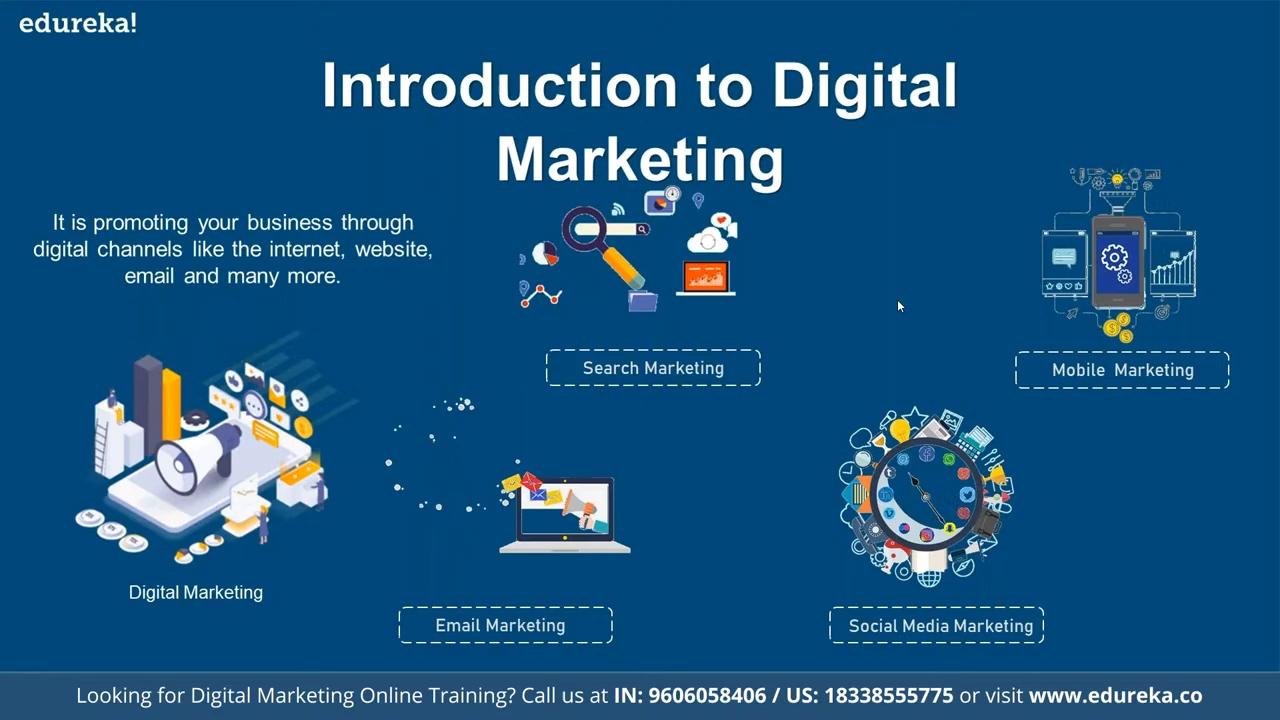 edureka!
Introduction to Digital
Marketing
It is promoting your business through
digital channels like the internet, website,
email and many more.
Search Marketing
Mobile Marketing
Digital Marketing
Email Marketing
Social Media Marketing
Looking for Digital Marketing Online Training? Call us at IN: 9606058406 / US: 18338555775 or visit www.edureka.co